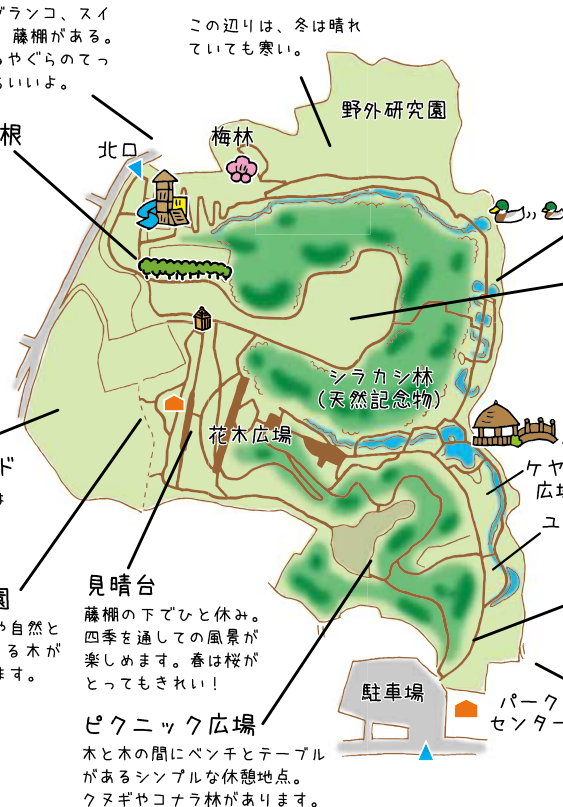 ブランコ、スイ
藤棚がある。
やぐらのてっ
いいよ。
この辺りは、冬は晴れ
ていても寒い。
野外研究園
梅林
北口
根
シラカシ林
(天然記念物)
花木広場
ド
は
ケヤ
広場
ユ
園
や自然と
る木が
ます。
見晴台
藤棚の下でひと休み。
四季を通しての風景が
楽しめます。春は桜が
とってもきれい!
駐車場
パーク
センター
ピクニック広場
木と木の間にベンチとテーブル
があるシンプルな休憩地点。
クヌギやコナラ林があります。